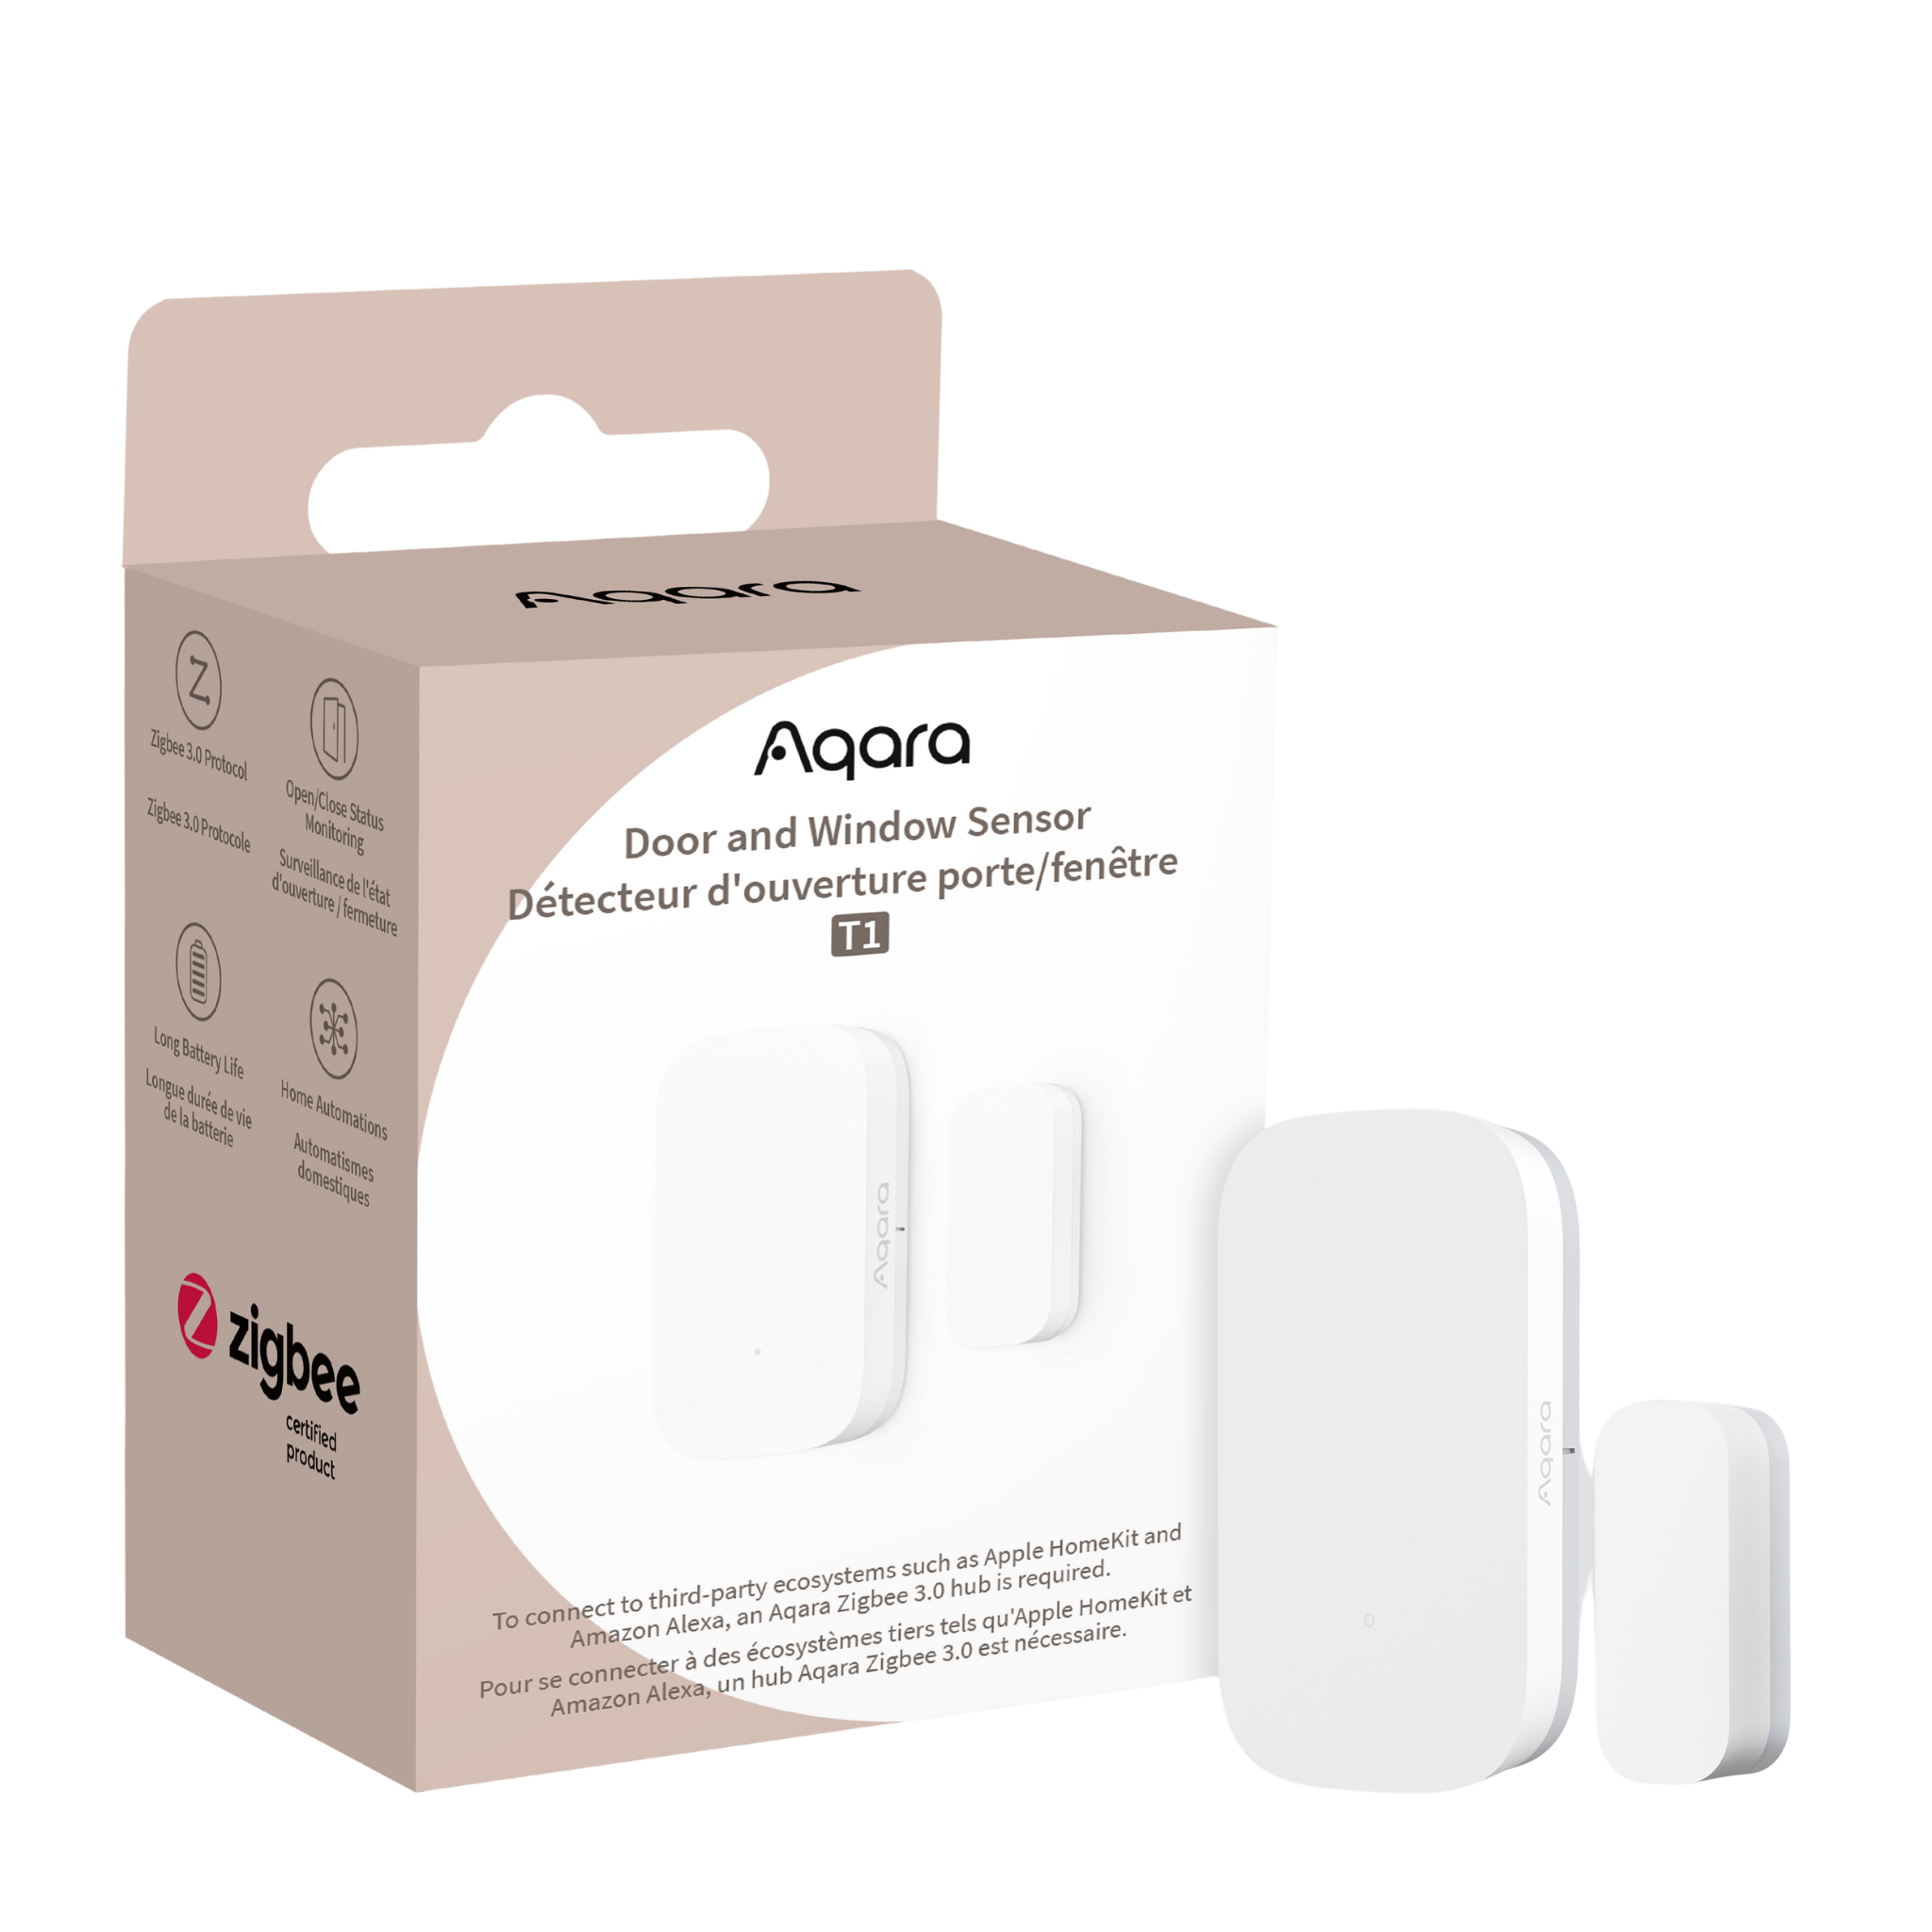 Aqara
Aqara
Door and Window Sensor
Détecteur d'ouverture porte/fenêtre
T1
Aqara
To connect to third-party ecosystems such as Apple HomeKit and
Amazon Alexa, an Aqara Zigbee 3.0 hub is required.
Pour se connecter à des écosystèmes tiers tels qu'Apple HomeKit et
Amazon Alexa, un hub Aqara Zigbee 3.0 est nécessaire.
Z
Zigbee 3.0 Protocol
Zigbee 3.0 Protocole
Open/Close Status
Monitoring
Surveillance de l'état
d'ouverture / fermeture
Long Battery Life
Longue durée de vie
de la batterie
Home Automations
Automatismes
domestiques
zigbee
certified
product
Aqara